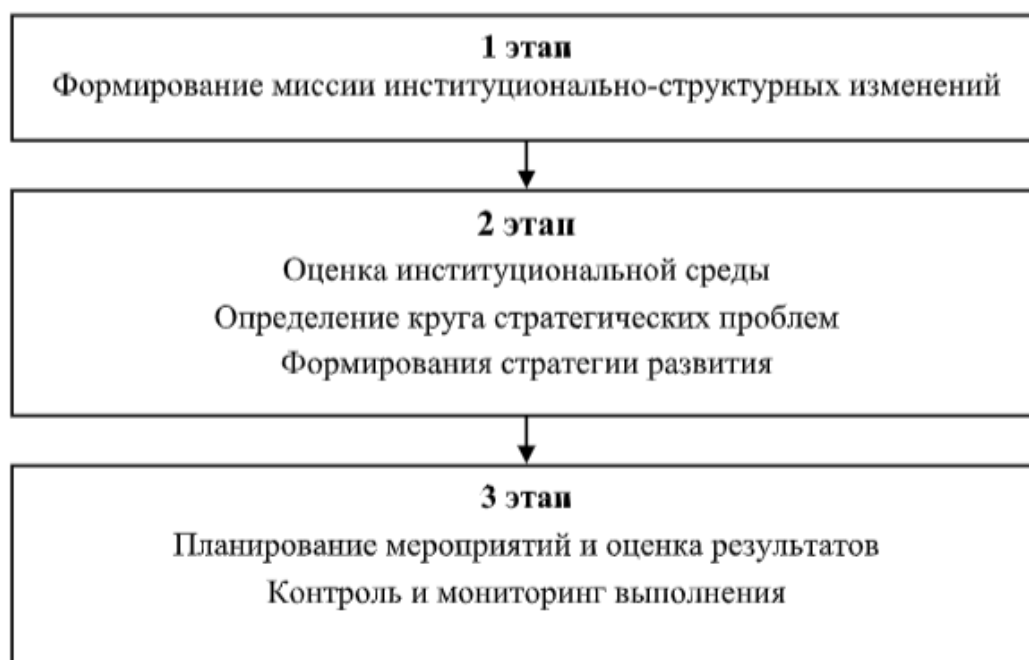 1 этап
Формирование миссии институционально-структурных изменений
2 этап
Оценка институциональной среды
Определение круга стратегических проблем
Формирования стратегии развития
3 этап
Планирование мероприятий и оценка результатов
Контроль и мониторинг выполнения